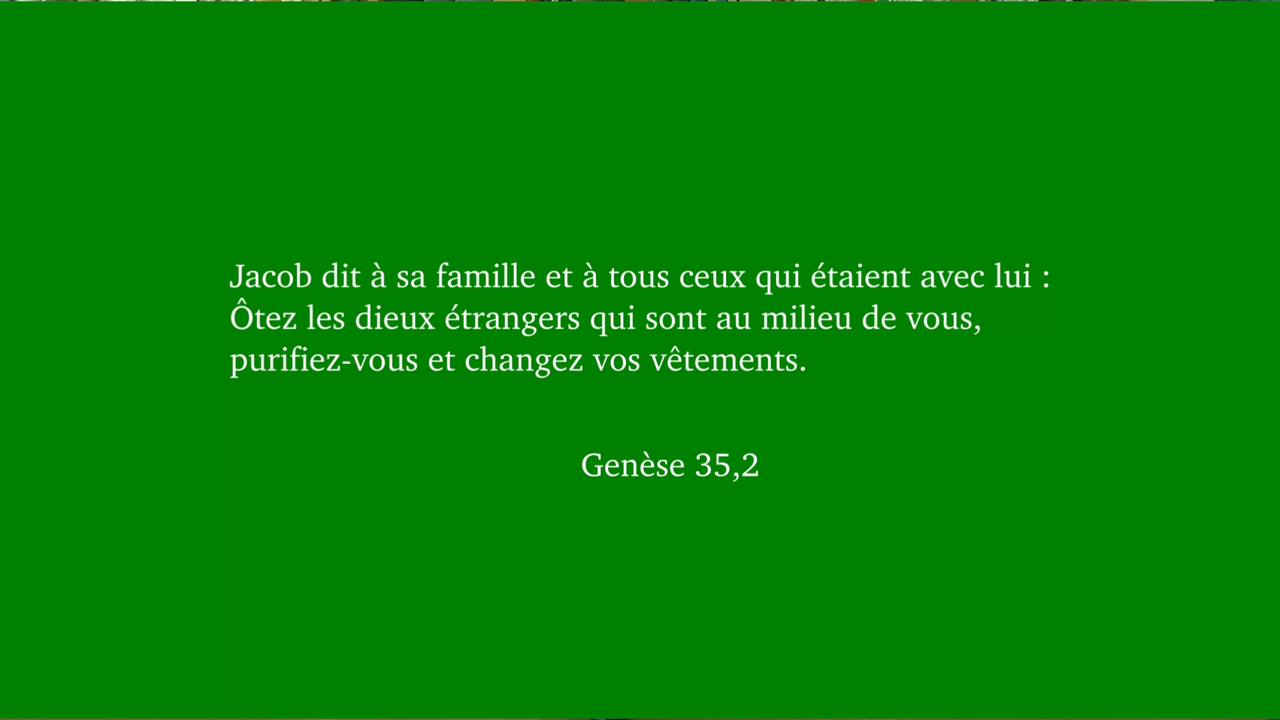 Jacob dit à sa famille et à tous ceux qui étaient avec lui :
Ôtez les dieux étrangers qui sont au milieu de vous,
purifiez-vous et changez vos vêtements.
Genèse 35,2